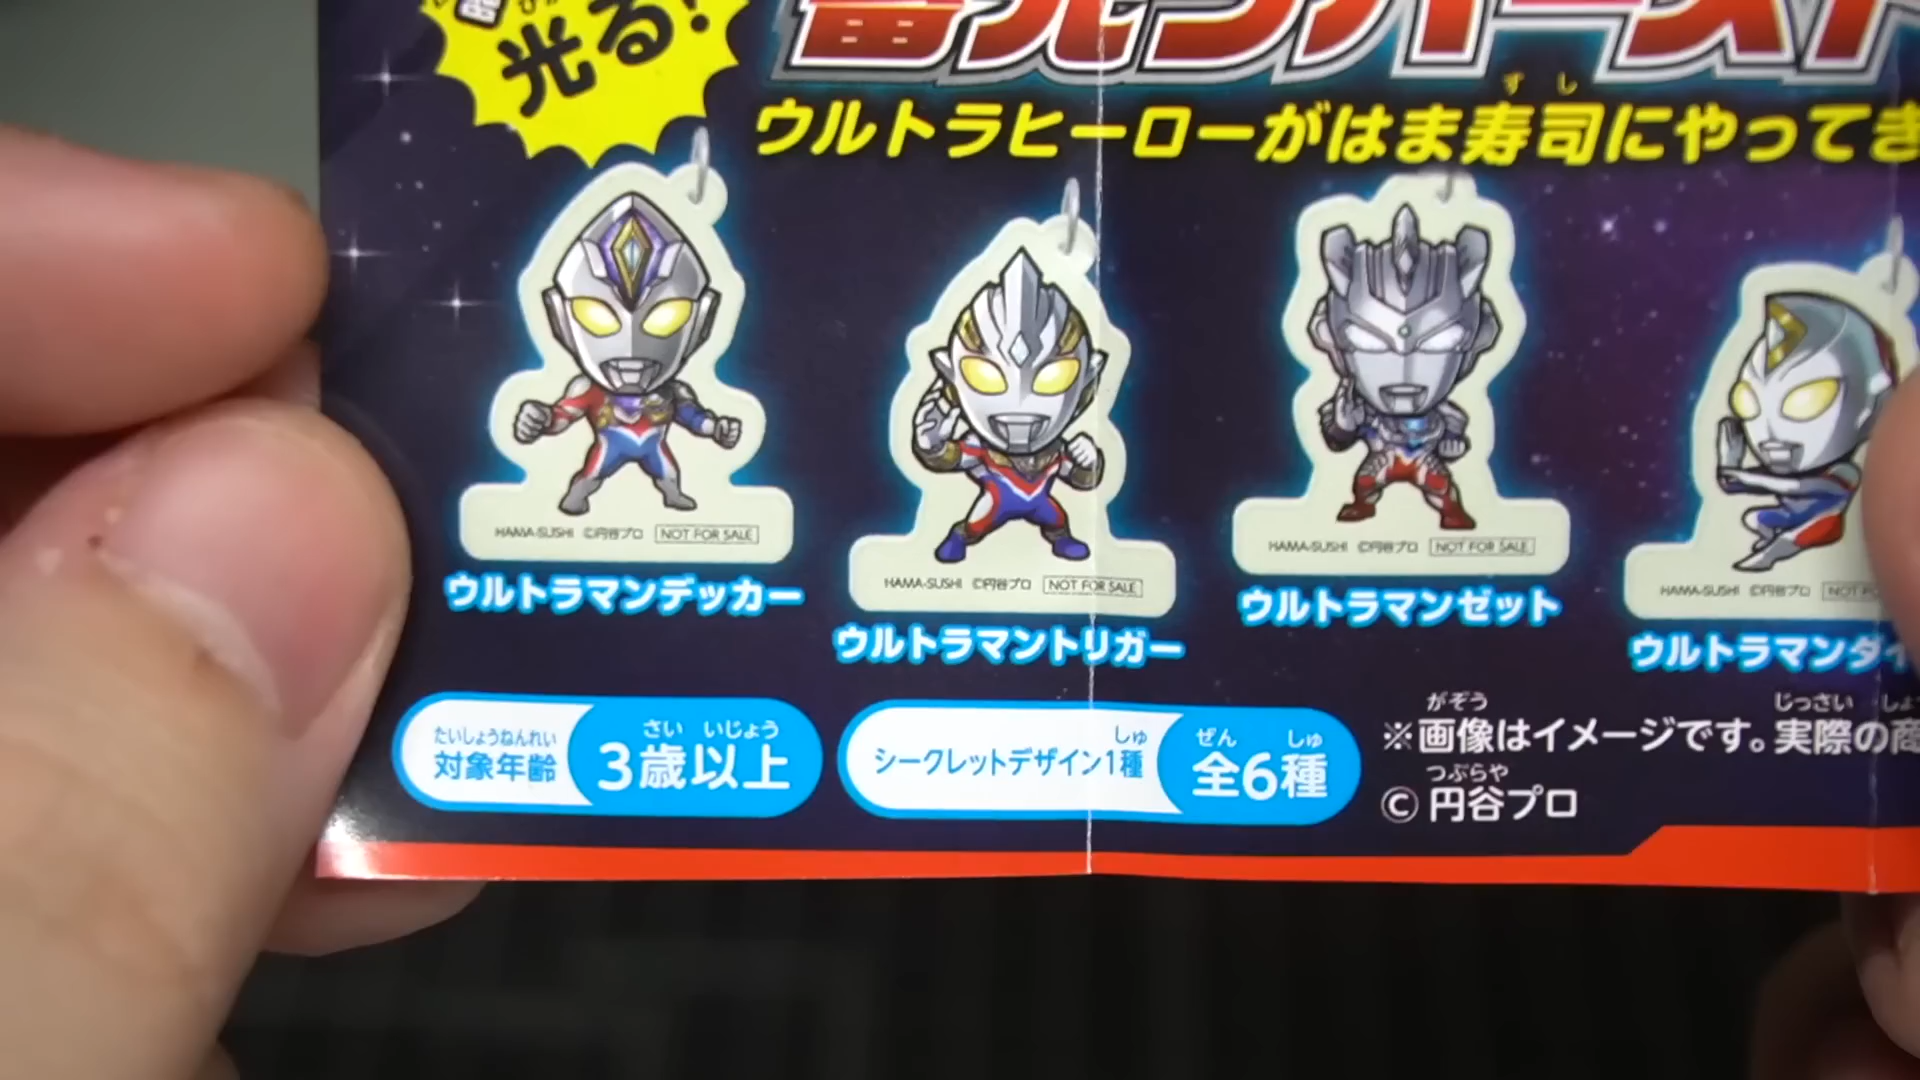 光る!
ウルトラヒーローがはま寿司にやってき
すし
HAMA-SUSHI ©円谷プロ NOT FOR SALE
ウルトラマンデッカー
HAMA-SUSHI ©円谷プロ NOT FOR SALE
ウルトラマントリガー
HAMA-SUSHI ©円谷プロ NOT FOR SALE
ウルトラマンゼット
HAMA-SUSHI ©円谷プロ
ウルトラマンダイ
たいしょうねんれい
対象年齢
さい いじょう
3歳以上
しゅ
シークレットデザイン1種
ぜん しゅ
全6種
がぞう じっさい
※画像はイメージです。実際の商
つぶらや
© 円谷プロ